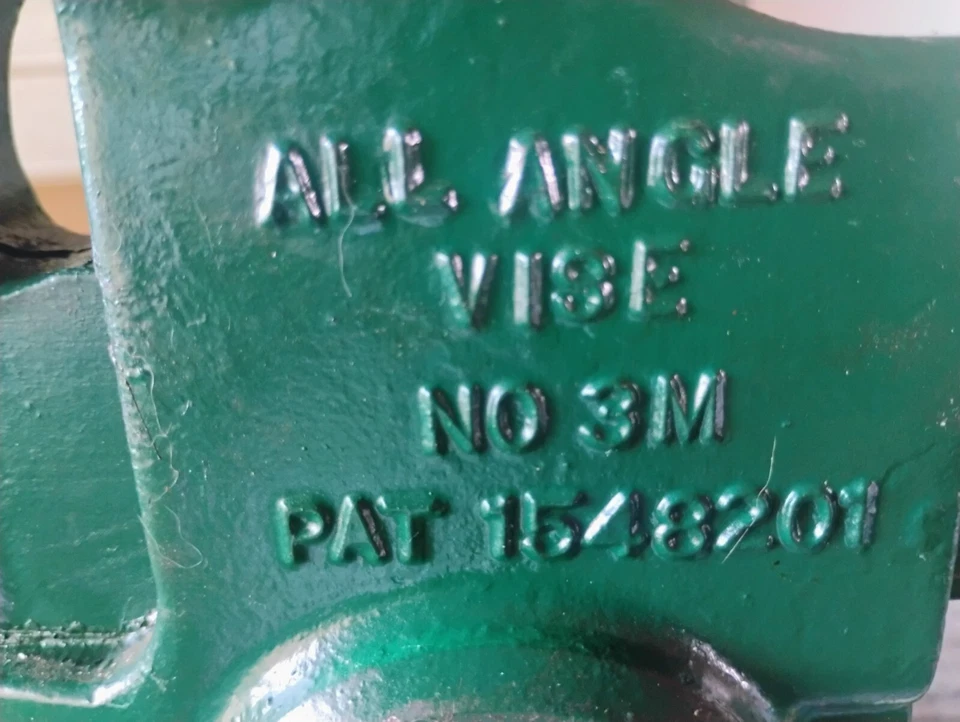 ALL ANGLE
VISE
NO 3M
PAT 1548201